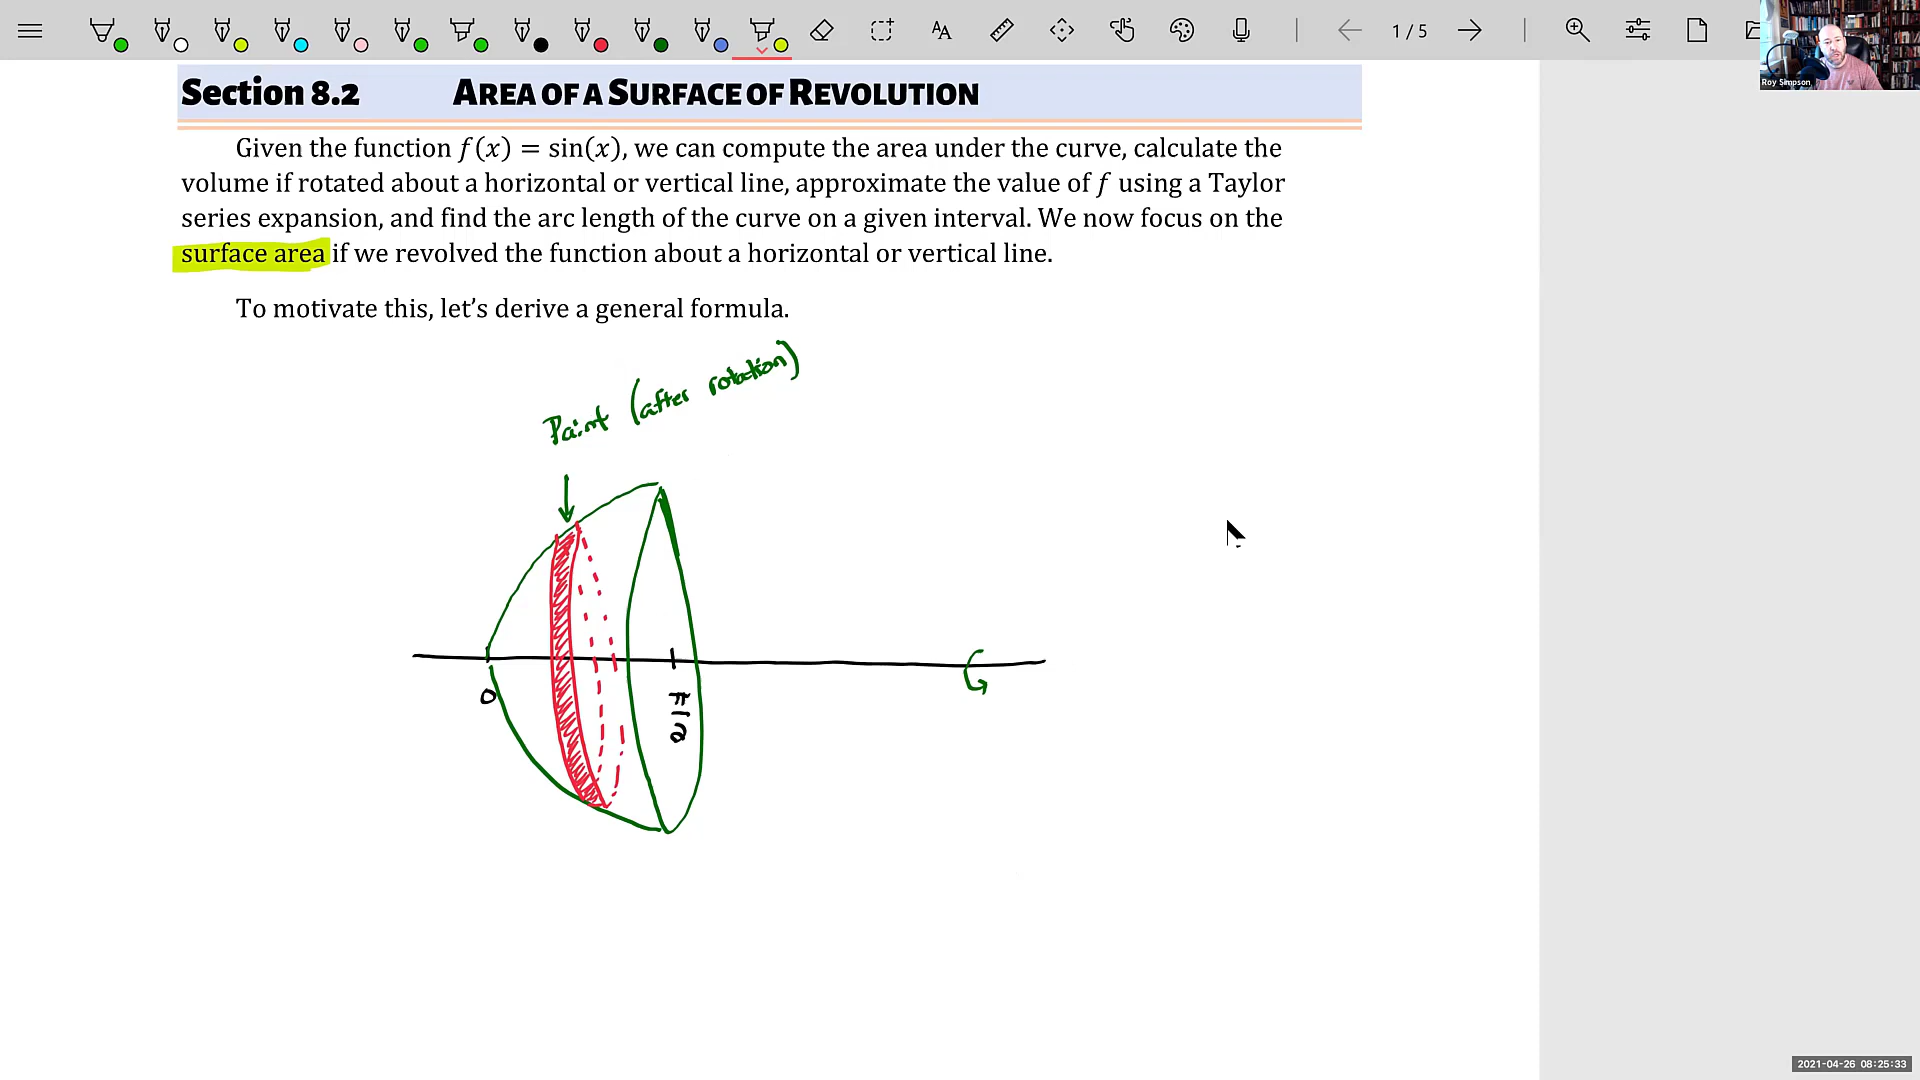 1 / 5
Roy Simpson
Section 8.2 AREA OF A SURFACE OF REVOLUTION
Given the function f(x) = sin(x), we can compute the area under the curve, calculate the
volume if rotated about a horizontal or vertical line, approximate the value of f using a Taylor
series expansion, and find the arc length of the curve on a given interval. We now focus on the
surface area if we revolved the function about a horizontal or vertical line.
To motivate this, let’s derive a general formula.
Paint (after rotation)
0
π/2
2021-04-26 08:25:33